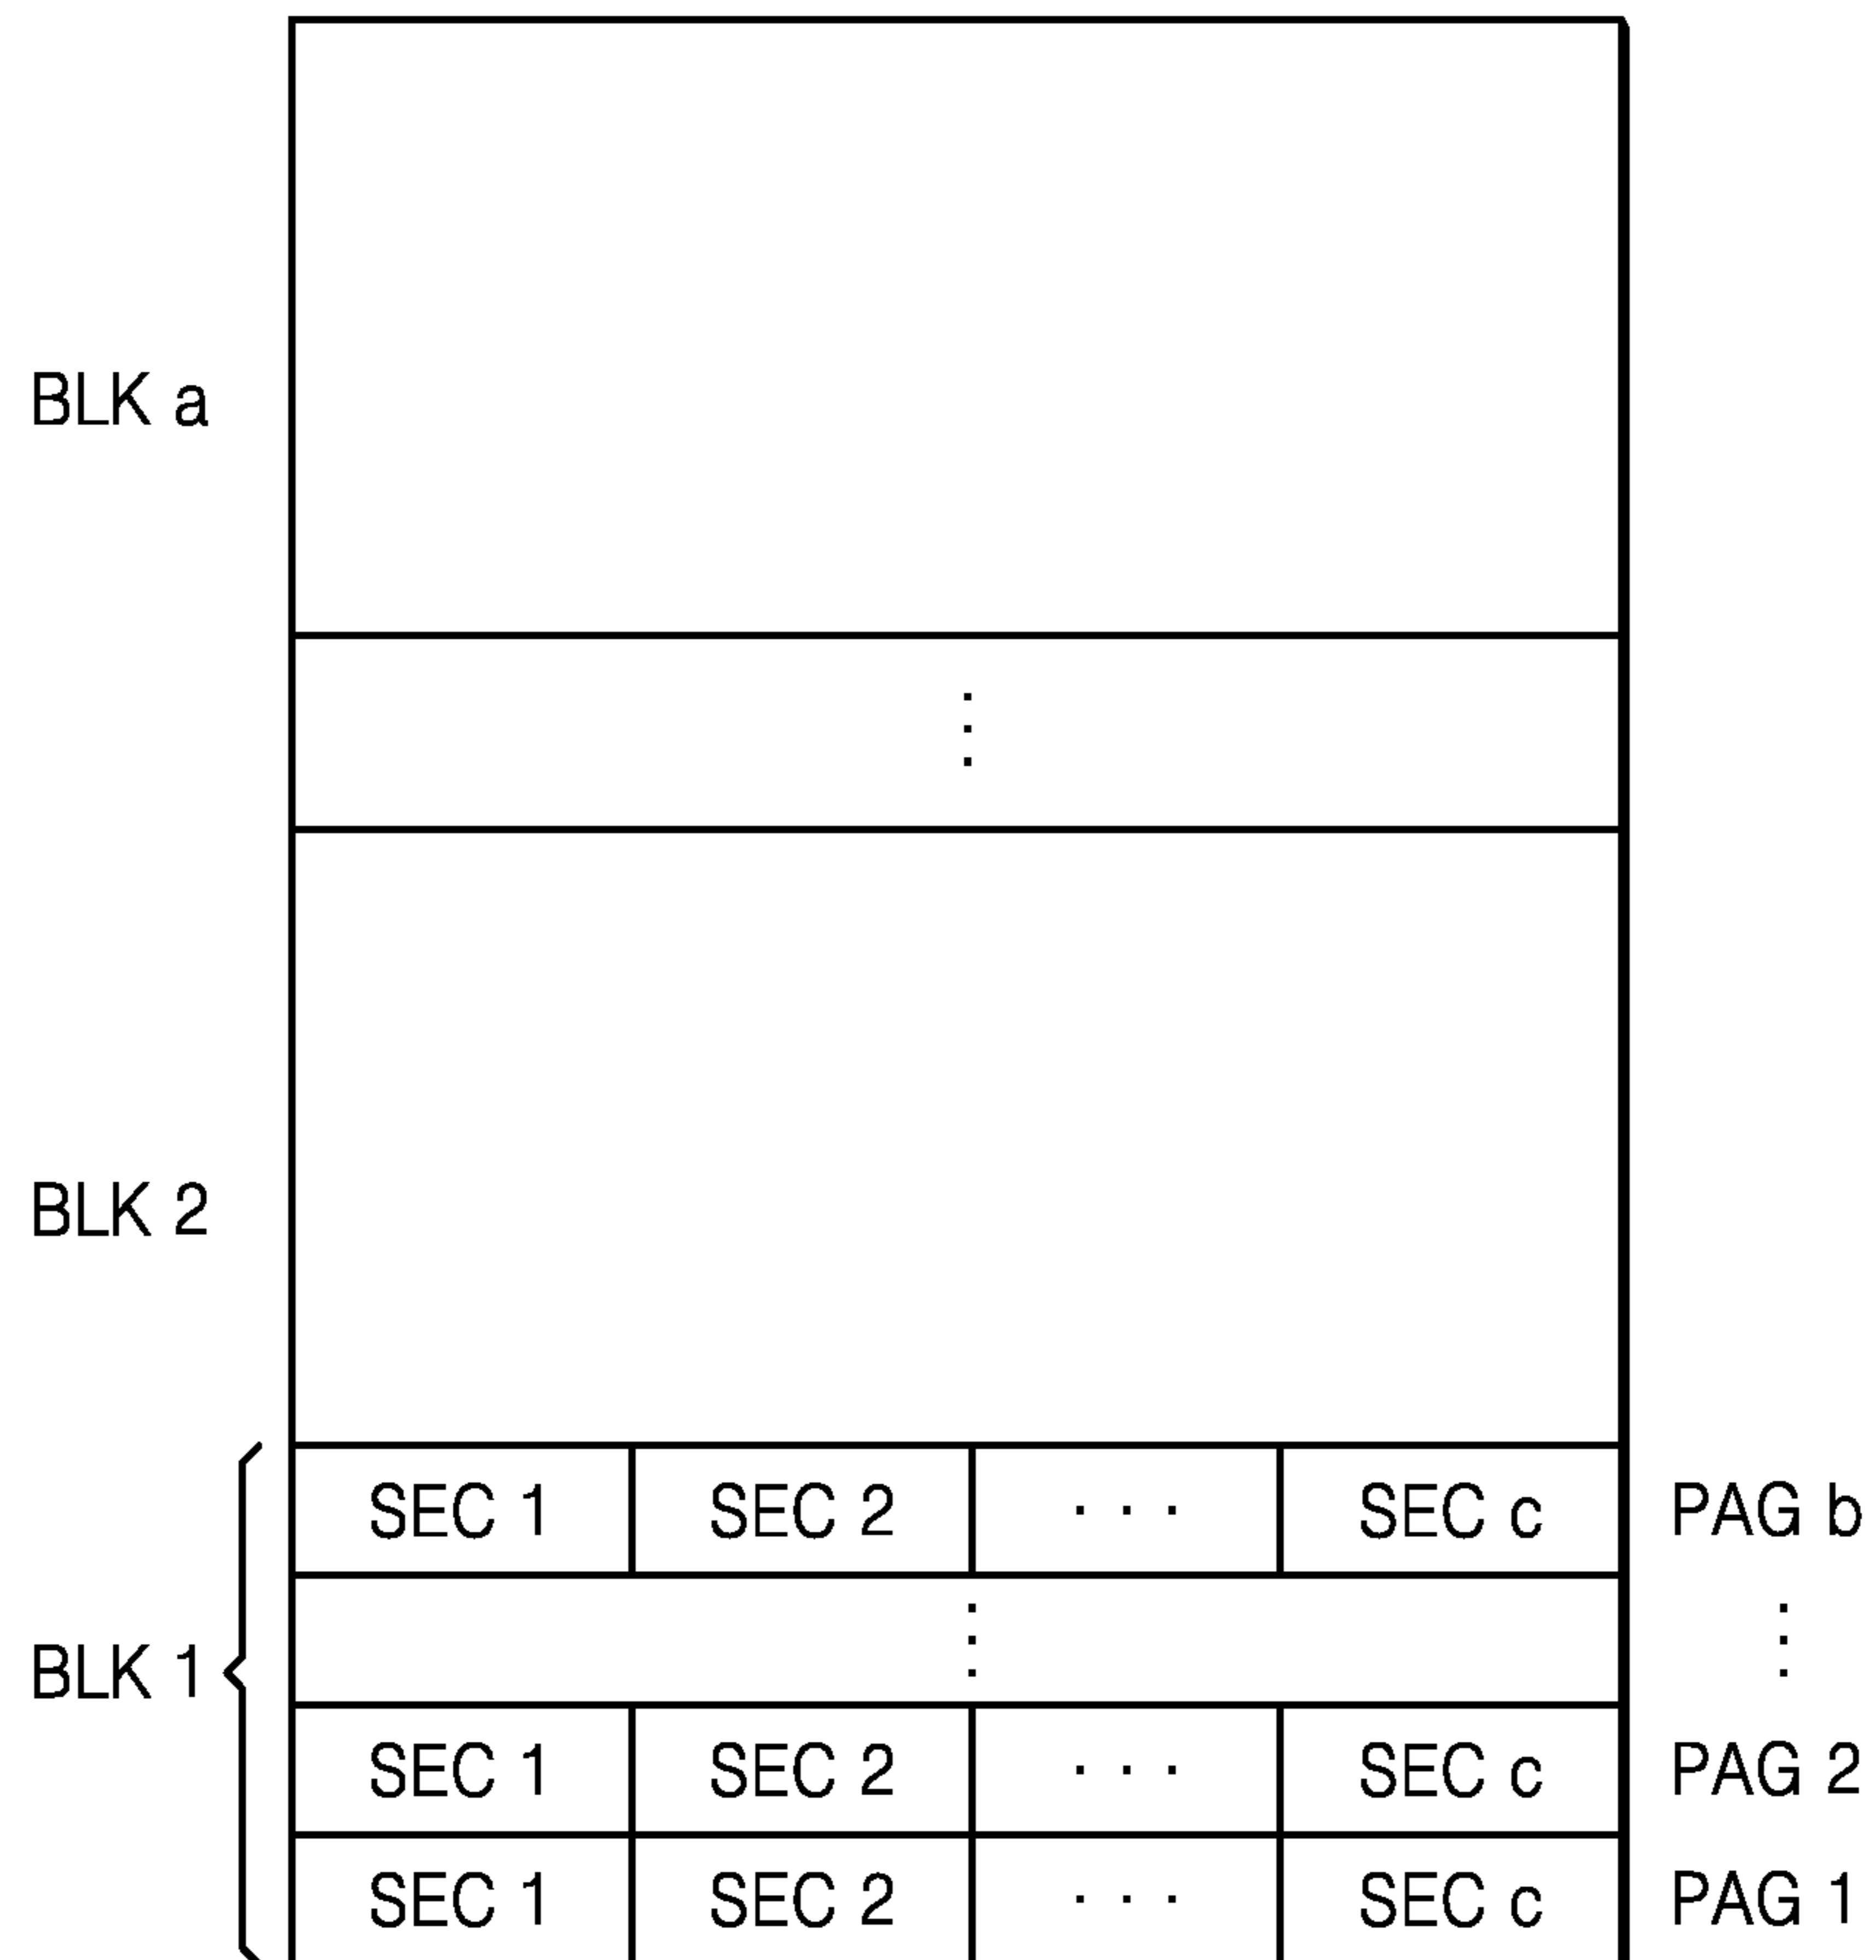 BLK a
BLK 2
SEC 1 SEC 2 · · · SEC c PAG b
BLK 1
SEC 1 SEC 2 · · · SEC c PAG 2
SEC 1 SEC 2 · · · SEC c PAG 1